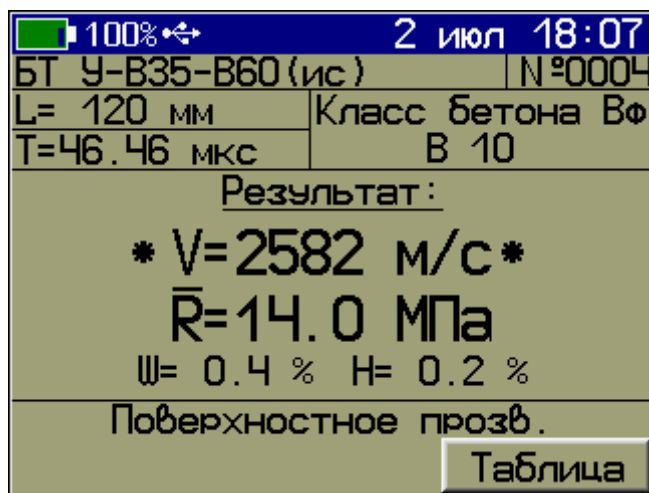 100% 2 июл 18:07
БТ У-В35-В60(ис) №0004
L= 120 мм Класс бетона Вф
T=46.46 мкс В 10
Результат:
* V=2582 м/с*
R̅=14.0 МПа
W= 0.4 % H= 0.2 %
Поверхностное прозв.
Таблица